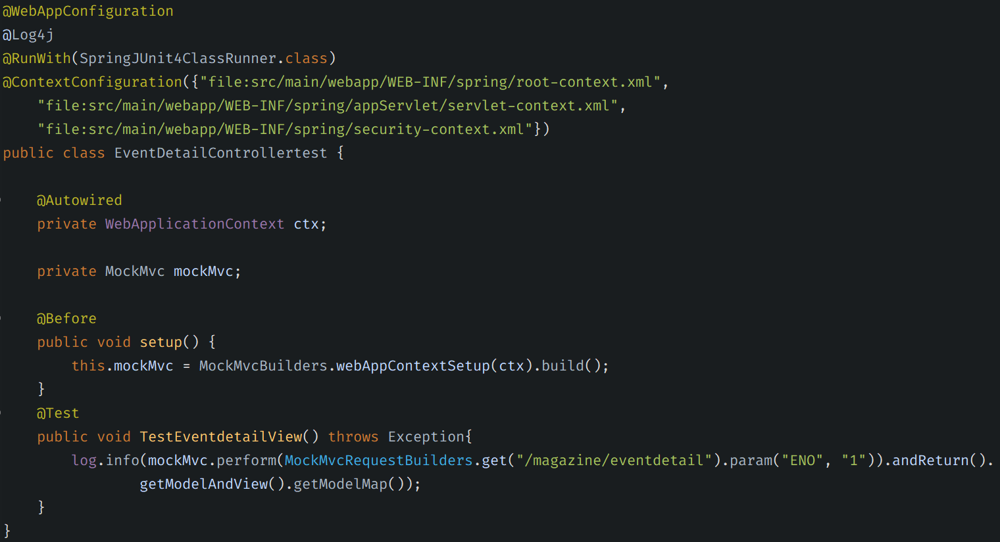 @WebAppConfiguration
@Log4j
@RunWith(SpringJUnit4ClassRunner.class)
@ContextConfiguration({"file:src/main/webapp/WEB-INF/spring/root-context.xml",
    "file:src/main/webapp/WEB-INF/spring/appServlet/servlet-context.xml",
    "file:src/main/webapp/WEB-INF/spring/security-context.xml"})
public class EventDetailControllertest {
    @Autowired
    private WebApplicationContext ctx;
    private MockMvc mockMvc;
    @Before
    public void setup() {
        this.mockMvc = MockMvcBuilders.webAppContextSetup(ctx).build();
    }
    @Test
    public void TestEventdetailView() throws Exception{
        log.info(mockMvc.perform(MockMvcRequestBuilders.get("/magazine/eventdetail").param("ENO", "1")).andReturn().
                getModelAndView().getModelMap());
    }
}